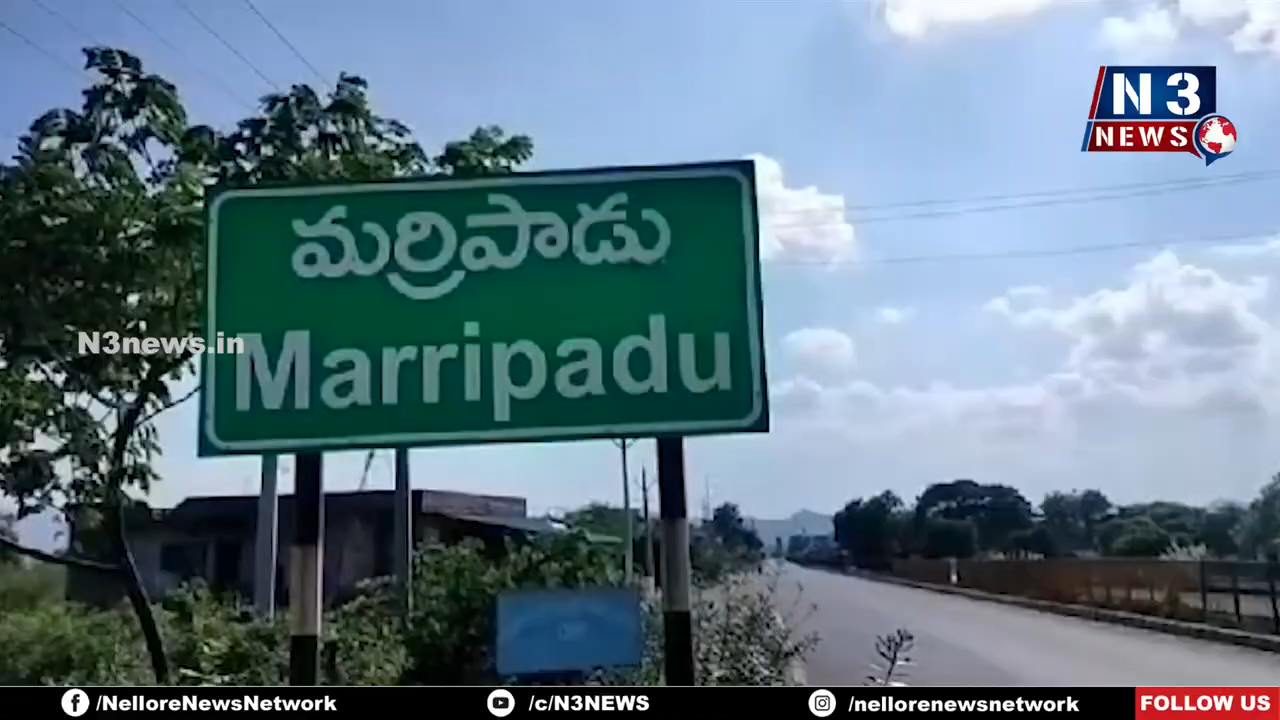 N3
NEWS
మర్రిపాడు
N3news.in
Marripadu
/NelloreNewsNetwork
/c/N3NEWS
/nellorenewsnetwork
FOLLOW US